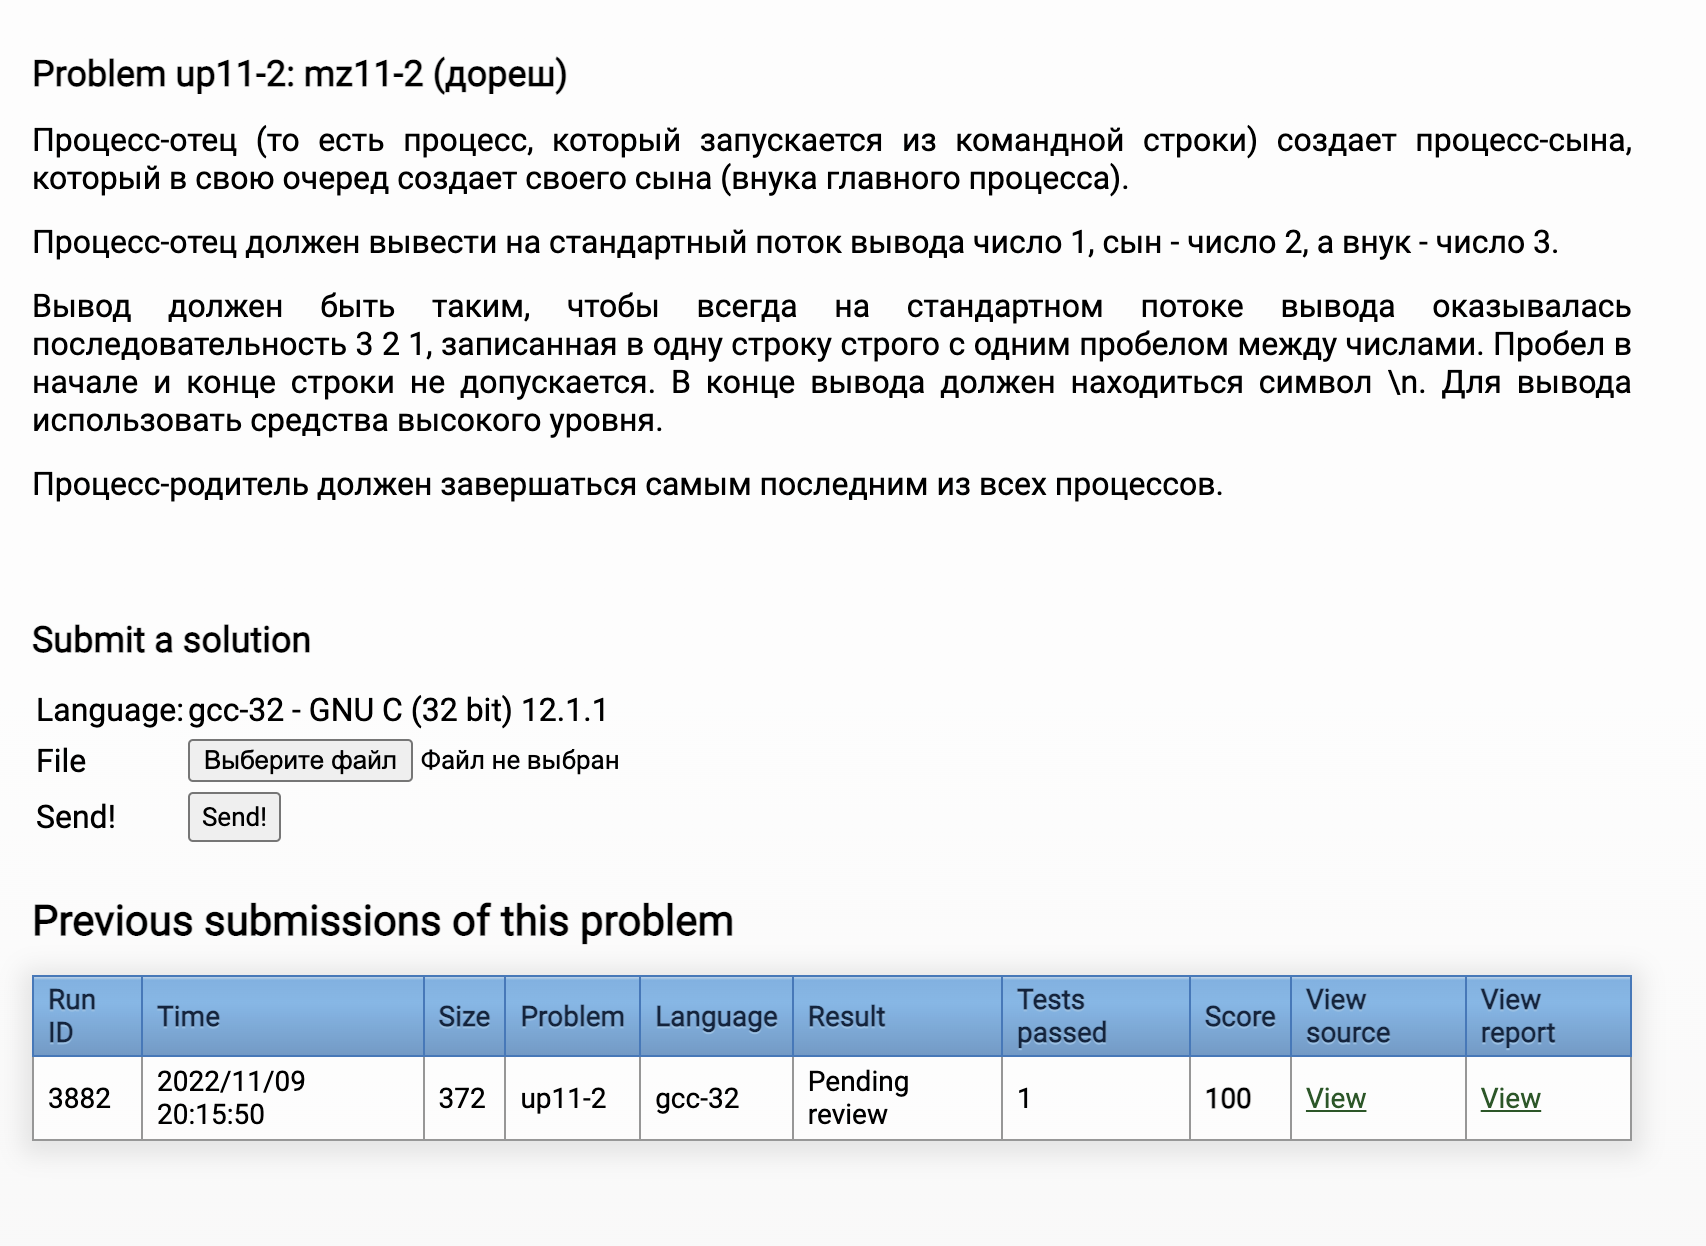 Problem up11-2: mz11-2 (дореш)
Процесс-отец (то есть процесс, который запускается из командной строки) создает процесс-сына,
который в свою очеред создает своего сына (внука главного процесса).
Процесс-отец должен вывести на стандартный поток вывода число 1, сын - число 2, а внук - число 3.
Вывод должен быть таким, чтобы всегда на стандартном потоке вывода оказывалась
последовательность 3 2 1, записанная в одну строку строго с одним пробелом между числами. Пробел в
начале и конце строки не допускается. В конце вывода должен находиться символ \n. Для вывода
использовать средства высокого уровня.
Процесс-родитель должен завершаться самым последним из всех процессов.
Submit a solution
Language: gcc-32 - GNU C (32 bit) 12.1.1
File Выберите файл Файл не выбран
Send! Send!
Previous submissions of this problem
Run ID Time Size Problem Language Result Tests passed Score View source View report
3882 2022/11/09 20:15:50 372 up11-2 gcc-32 Pending review 1 100 View View